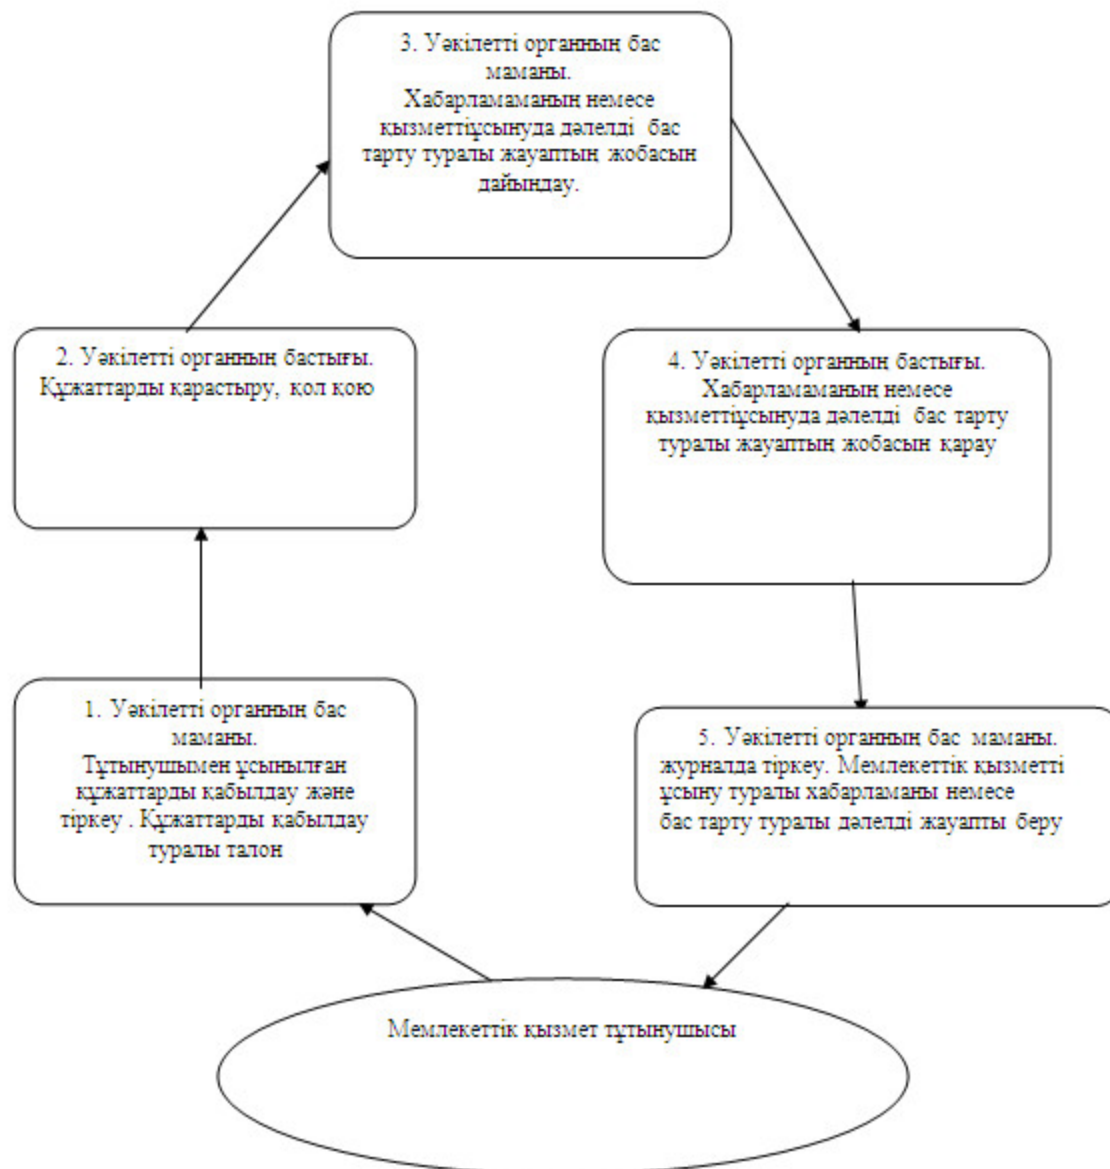 3. Уәкілетті органның бас
маманы.
Хабарламаманың немесе
қызметтіұсынуда дәлелді бас
тарту туралы жауаптың жобасын
дайындау.
2. Уәкілетті органның бастығы.
Құжаттарды қарастыру, қол қою
4. Уәкілетті органның бастығы.
Хабарламаманың немесе
қызметтіұсынуда дәлелді бас тарту
туралы жауаптың жобасын қарау
1. Уәкілетті органның бас
маманы.
Тұтынушымен ұсынылған
құжаттарды қабылдау және
тіркеу . Құжаттарды қабылдау
туралы талон
5. Уәкілетті органның бас маманы.
журналда тіркеу. Мемлекеттік қызметті
ұсыну туралы хабарламаны немесе
бас тарту туралы дәлелді жауапты беру
Мемлекеттік қызмет тұтынушысы